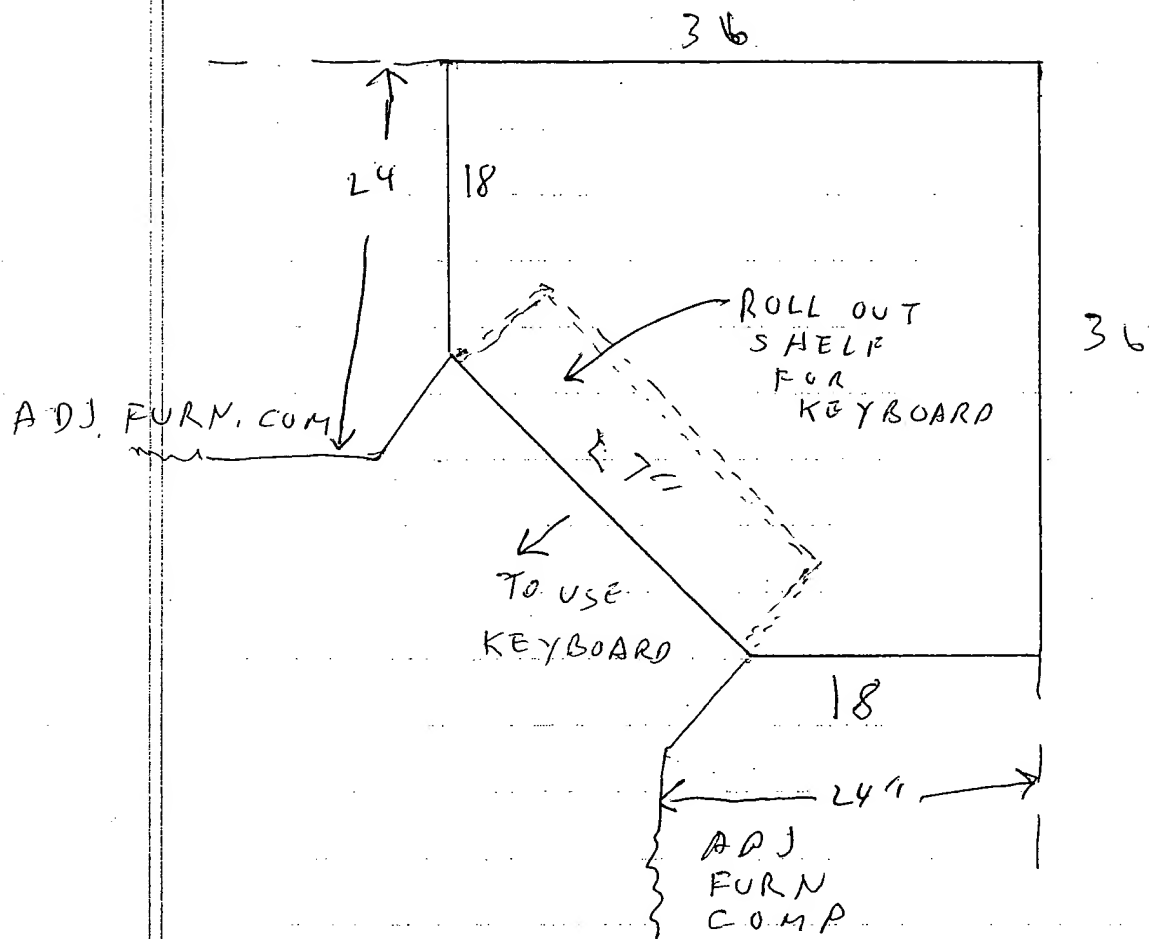 36
24
18
ROLL OUT
SHELF
FOR
KEYBOARD
36
ADJ. FURN. COM
TO USE
KEYBOARD
18
24"
ADJ
FURN
COMP